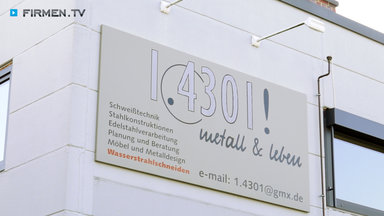 FIRMEN.TV
1.4301!
metall & leben
Schweißtechnik
Stahlkonstruktionen
Edelstahlverarbeitung
Planung und Beratung
Möbel und Metalldesign
Wasserstrahlschneiden
e-mail: 1.4301@gmx.de